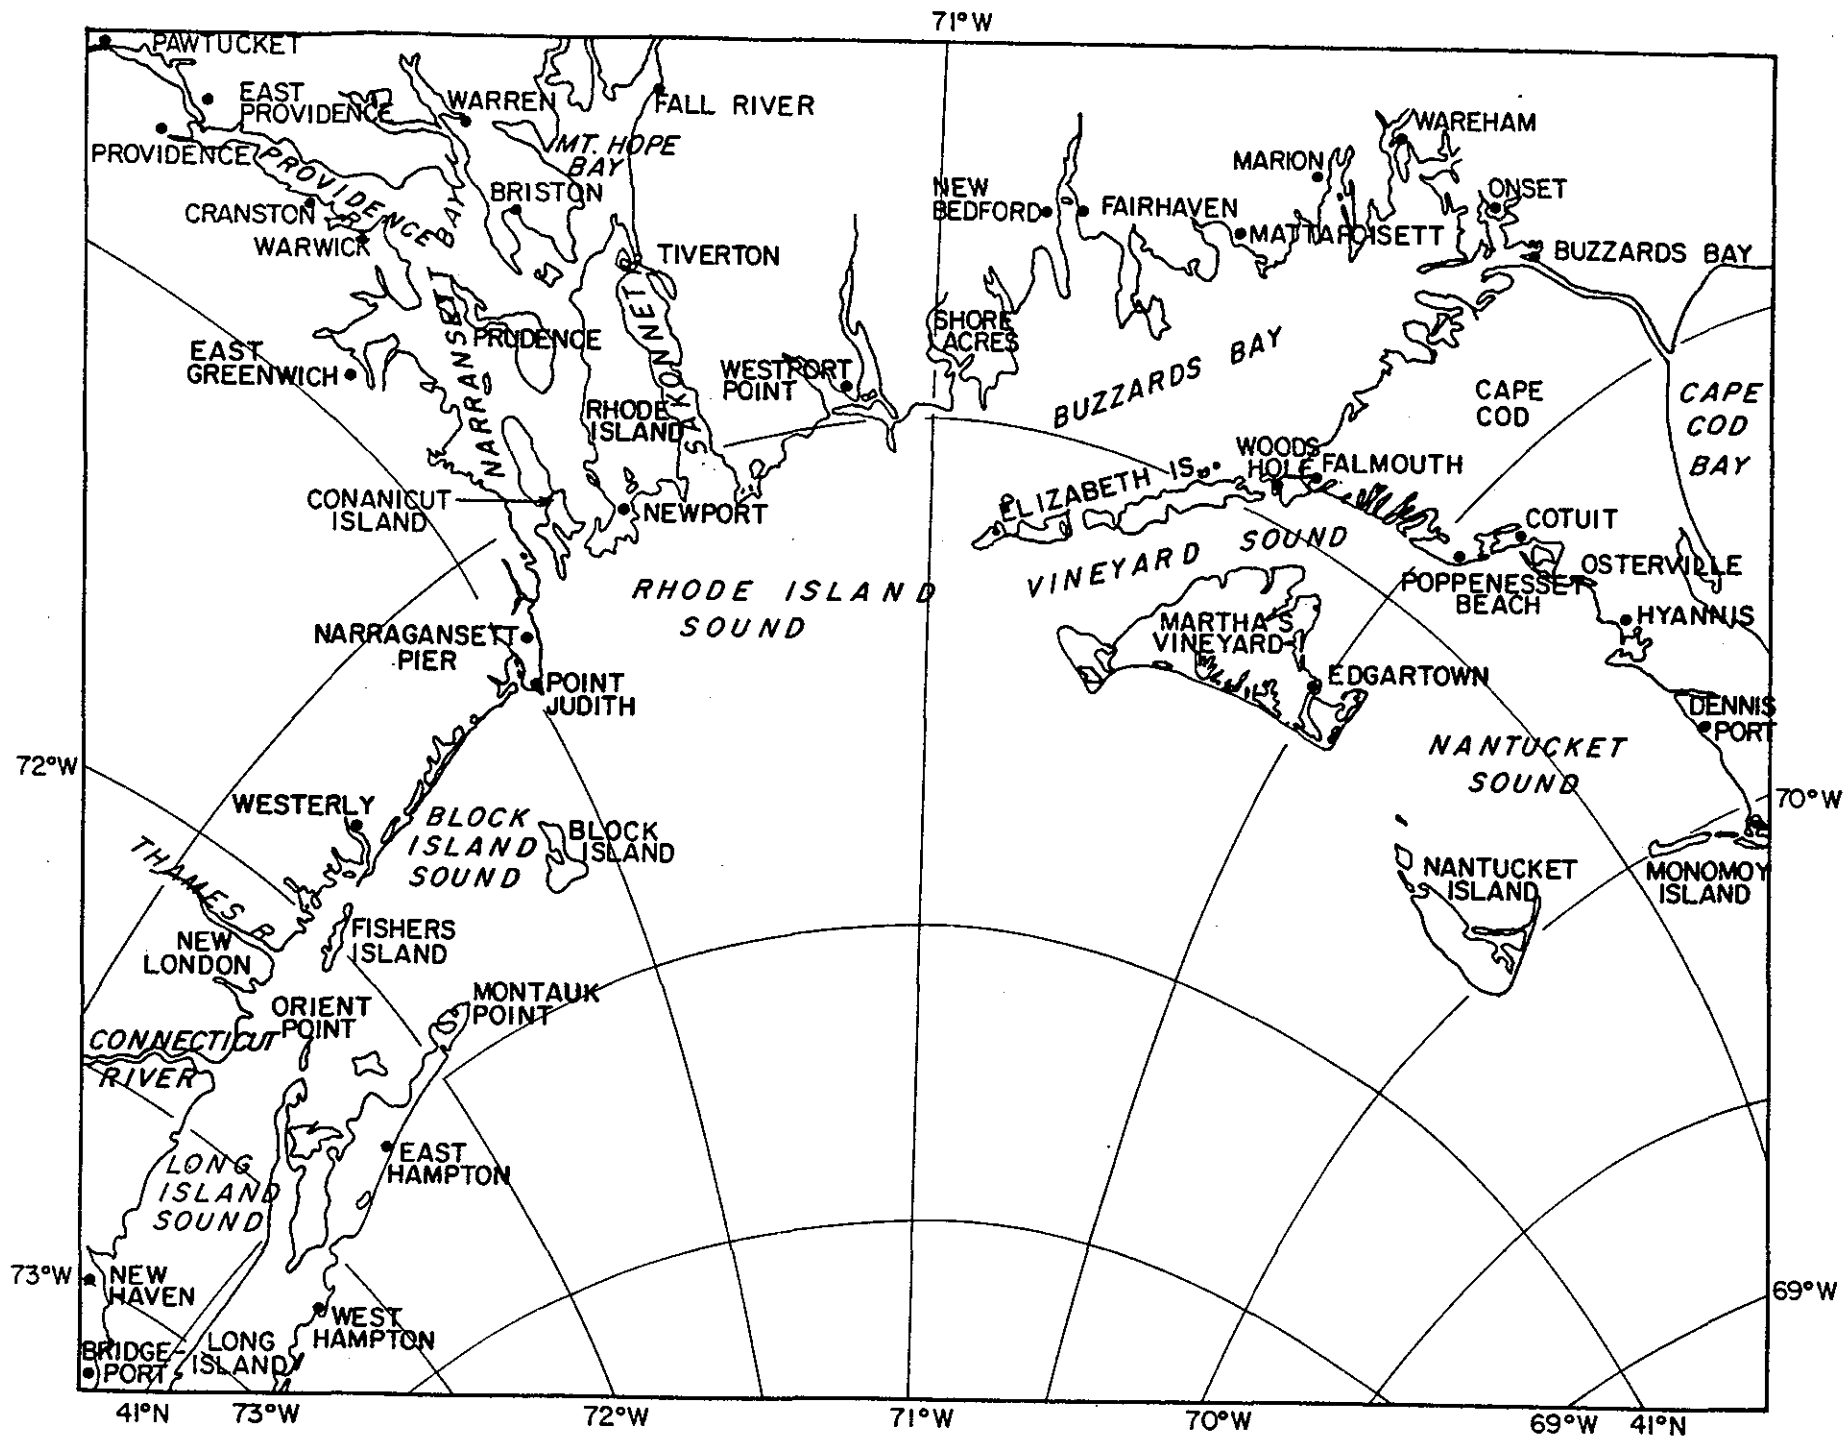 71°W
PAWTUCKET
EAST
PROVIDENCE
WARREN
FALL RIVER
WAREHAM
PROVIDENCE
MT. HOPE
BAY
MARION
PROVIDENCE BAY
BRISTON
NEW
BEDFORD
FAIRHAVEN
ONSET
CRANSTON
WARWICK
MATTAPOISETT
TIVERTON
BUZZARDS BAY
NARRANSETT
SAKONNET
PRUDENCE
SHORE
ACRES
EAST
GREENWICH
WESTPORT
POINT
BUZZARDS BAY
CAPE
COD
CAPE
COD
BAY
RHODE
ISLAND
WOODS
HOLE
FALMOUTH
ELIZABETH IS.
CONANICUT
ISLAND
NEWPORT
COTUIT
VINEYARD SOUND
OSTERVILLE
RHODE ISLAND
SOUND
POPPENESSET
BEACH
HYANNIS
NARRAGANSETT
PIER
MARTHA'S
VINEYARD
POINT
JUDITH
EDGARTOWN
DENNIS
PORT
NANTUCKET
SOUND
72°W
70°W
WESTERLY
BLOCK
ISLAND
SOUND
BLOCK
ISLAND
THAMES R.
NANTUCKET
ISLAND
MONOMOY
ISLAND
NEW
LONDON
FISHERS
ISLAND
ORIENT
POINT
MONTAUK
POINT
CONNECTICUT
RIVER
EAST
HAMPTON
LONG
ISLAND
SOUND
73°W
NEW
HAVEN
69°W
WEST
HAMPTON
BRIDGE-
PORT
LONG
ISLAND
41°N 73°W 72°W 71°W 70°W 69°W 41°N